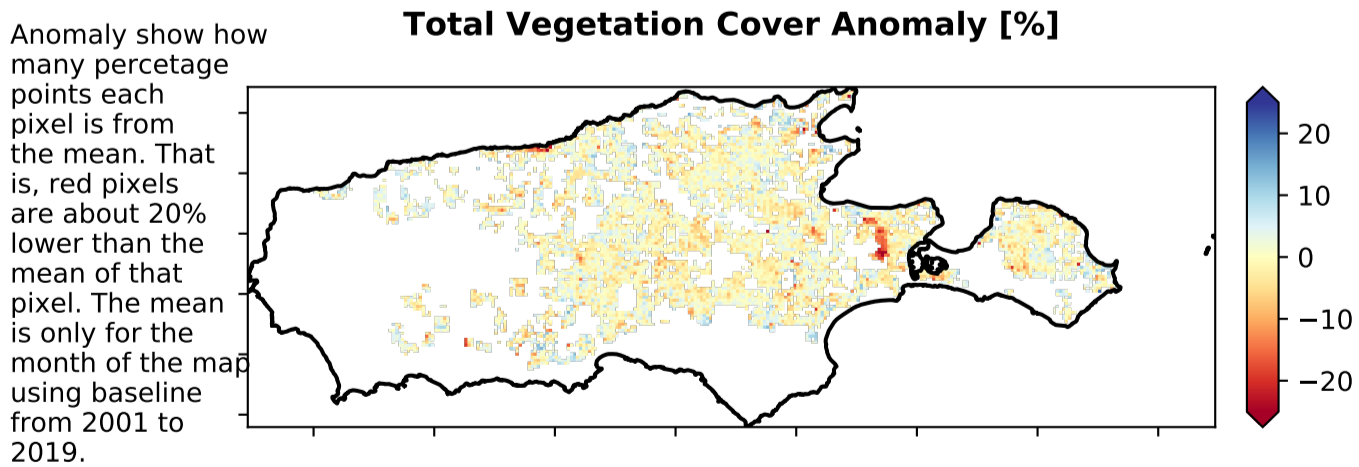 Total Vegetation Cover Anomaly [%]
Anomaly show how
many percetage
points each
pixel is from
the mean. That
is, red pixels
are about 20%
lower than the
mean of that
pixel. The mean
is only for the
month of the map
using baseline
from 2001 to
2019.
20
10
0
−10
−20